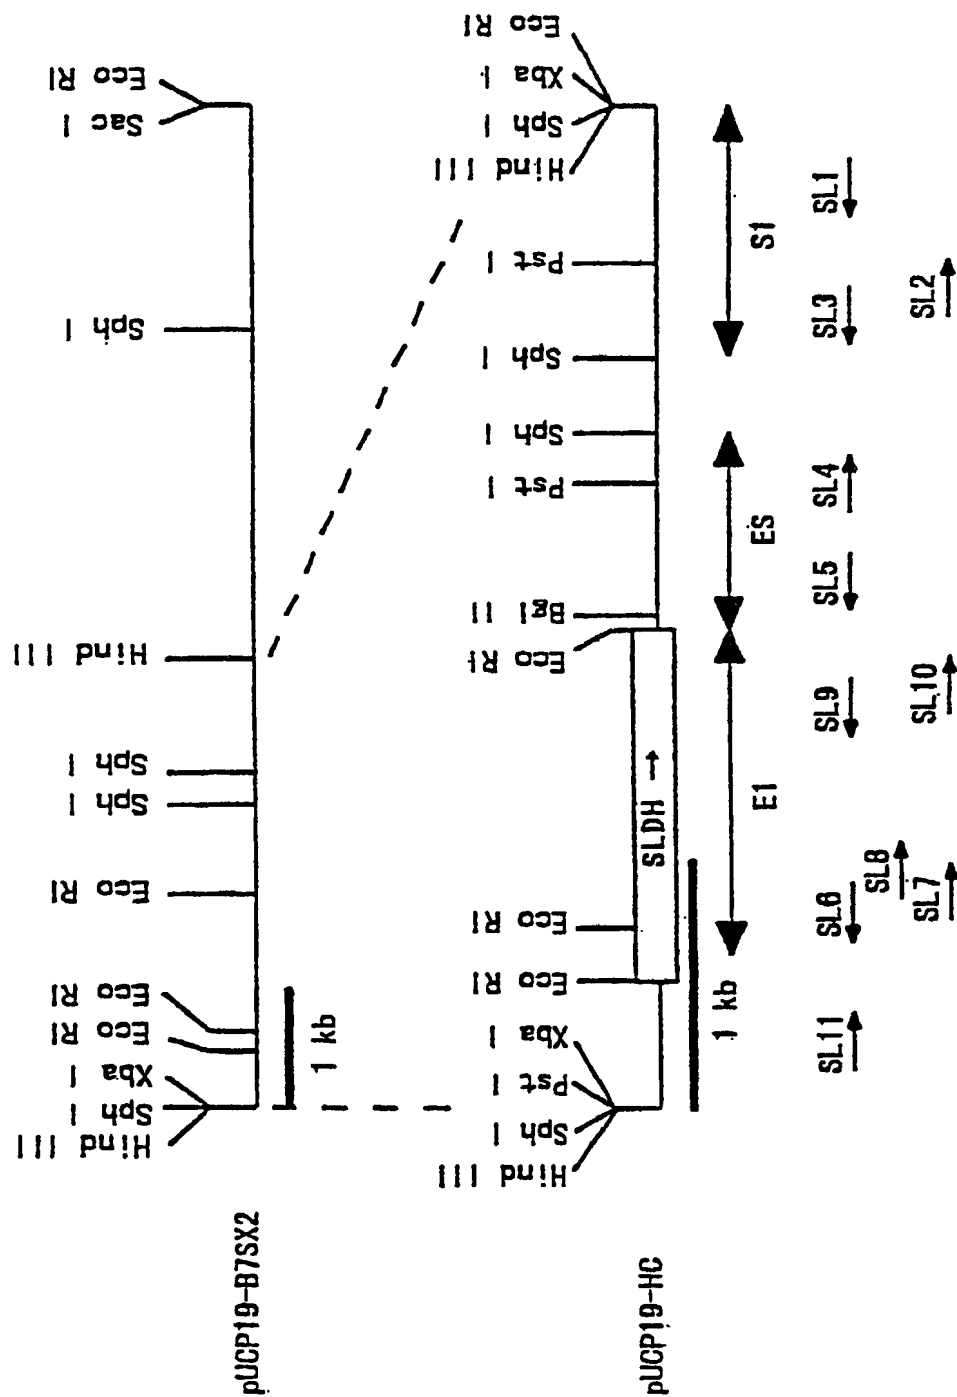 pUCP19-B7SX2
Hind III
Sph I
Xba I
Eco RI
Eco RI
Eco RI
Sph I
Sph I
Hind III
Sph I
Sac I
Eco RI
1 kb
pUCP19-HC
Hind III
Sph I
Pst I
Xba I
Eco RI
Eco RI
Eco RI
Bgl II
Pst I
Sph I
Sph I
Pst I
Hind III
Sph I
Xba I
Eco RI
SLDH →
1 kb
E1
ES
S1
SL11
SL6
SL9
SL5
SL4
SL3
SL1
SL8
SL7
SL10
SL2